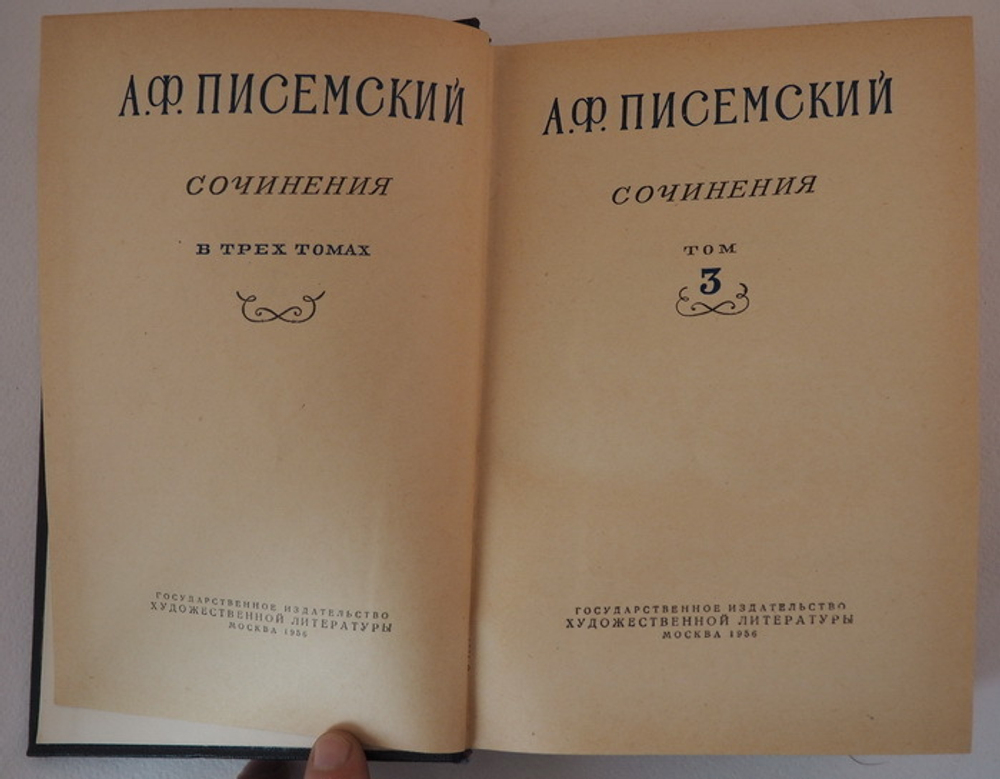 А.Ф. ПИСЕМСКИЙ
СОЧИНЕНИЯ
В ТРЕХ ТОМАХ
ГОСУДАРСТВЕННОЕ ИЗДАТЕЛЬСТВО
ХУДОЖЕСТВЕННОЙ ЛИТЕРАТУРЫ
МОСКВА 1956
А.Ф. ПИСЕМСКИЙ
СОЧИНЕНИЯ
ТОМ
3
ГОСУДАРСТВЕННОЕ ИЗДАТЕЛЬСТВО
ХУДОЖЕСТВЕННОЙ ЛИТЕРАТУРЫ
МОСКВА 1956